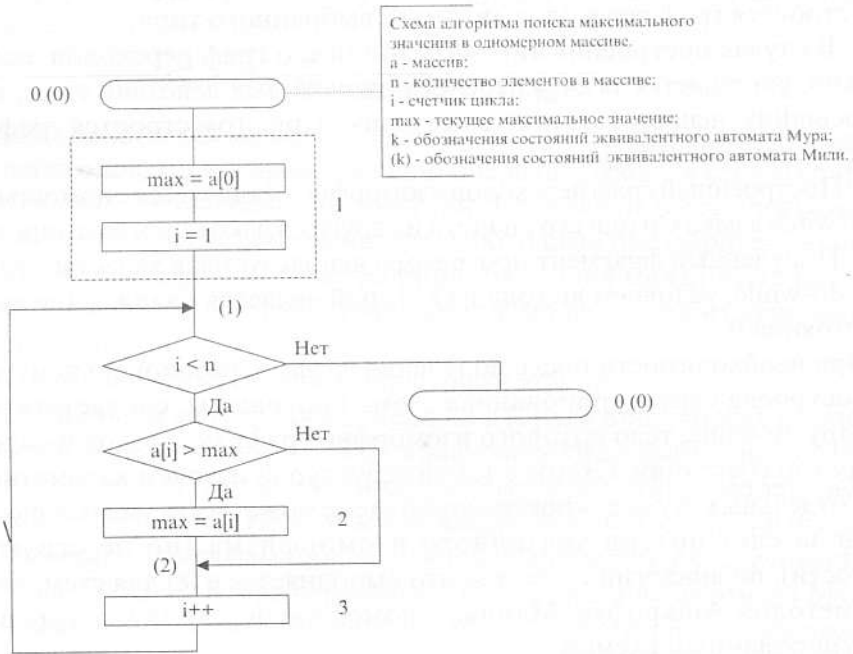 Схема алгоритма поиска максимального
значения в одномерном массиве.
a - массив;
n - количество элементов в массиве;
i - счетчик цикла;
max - текущее максимальное значение;
k - обозначения состояний эквивалентного автомата Мура;
(k) - обозначения состояний эквивалентного автомата Мили.
0 (0)
max = a[0]
1
i = 1
(1)
i < n
Нет
0 (0)
Да
a[i] > max
Нет
Да
max = a[i]
2
(2)
i++
3